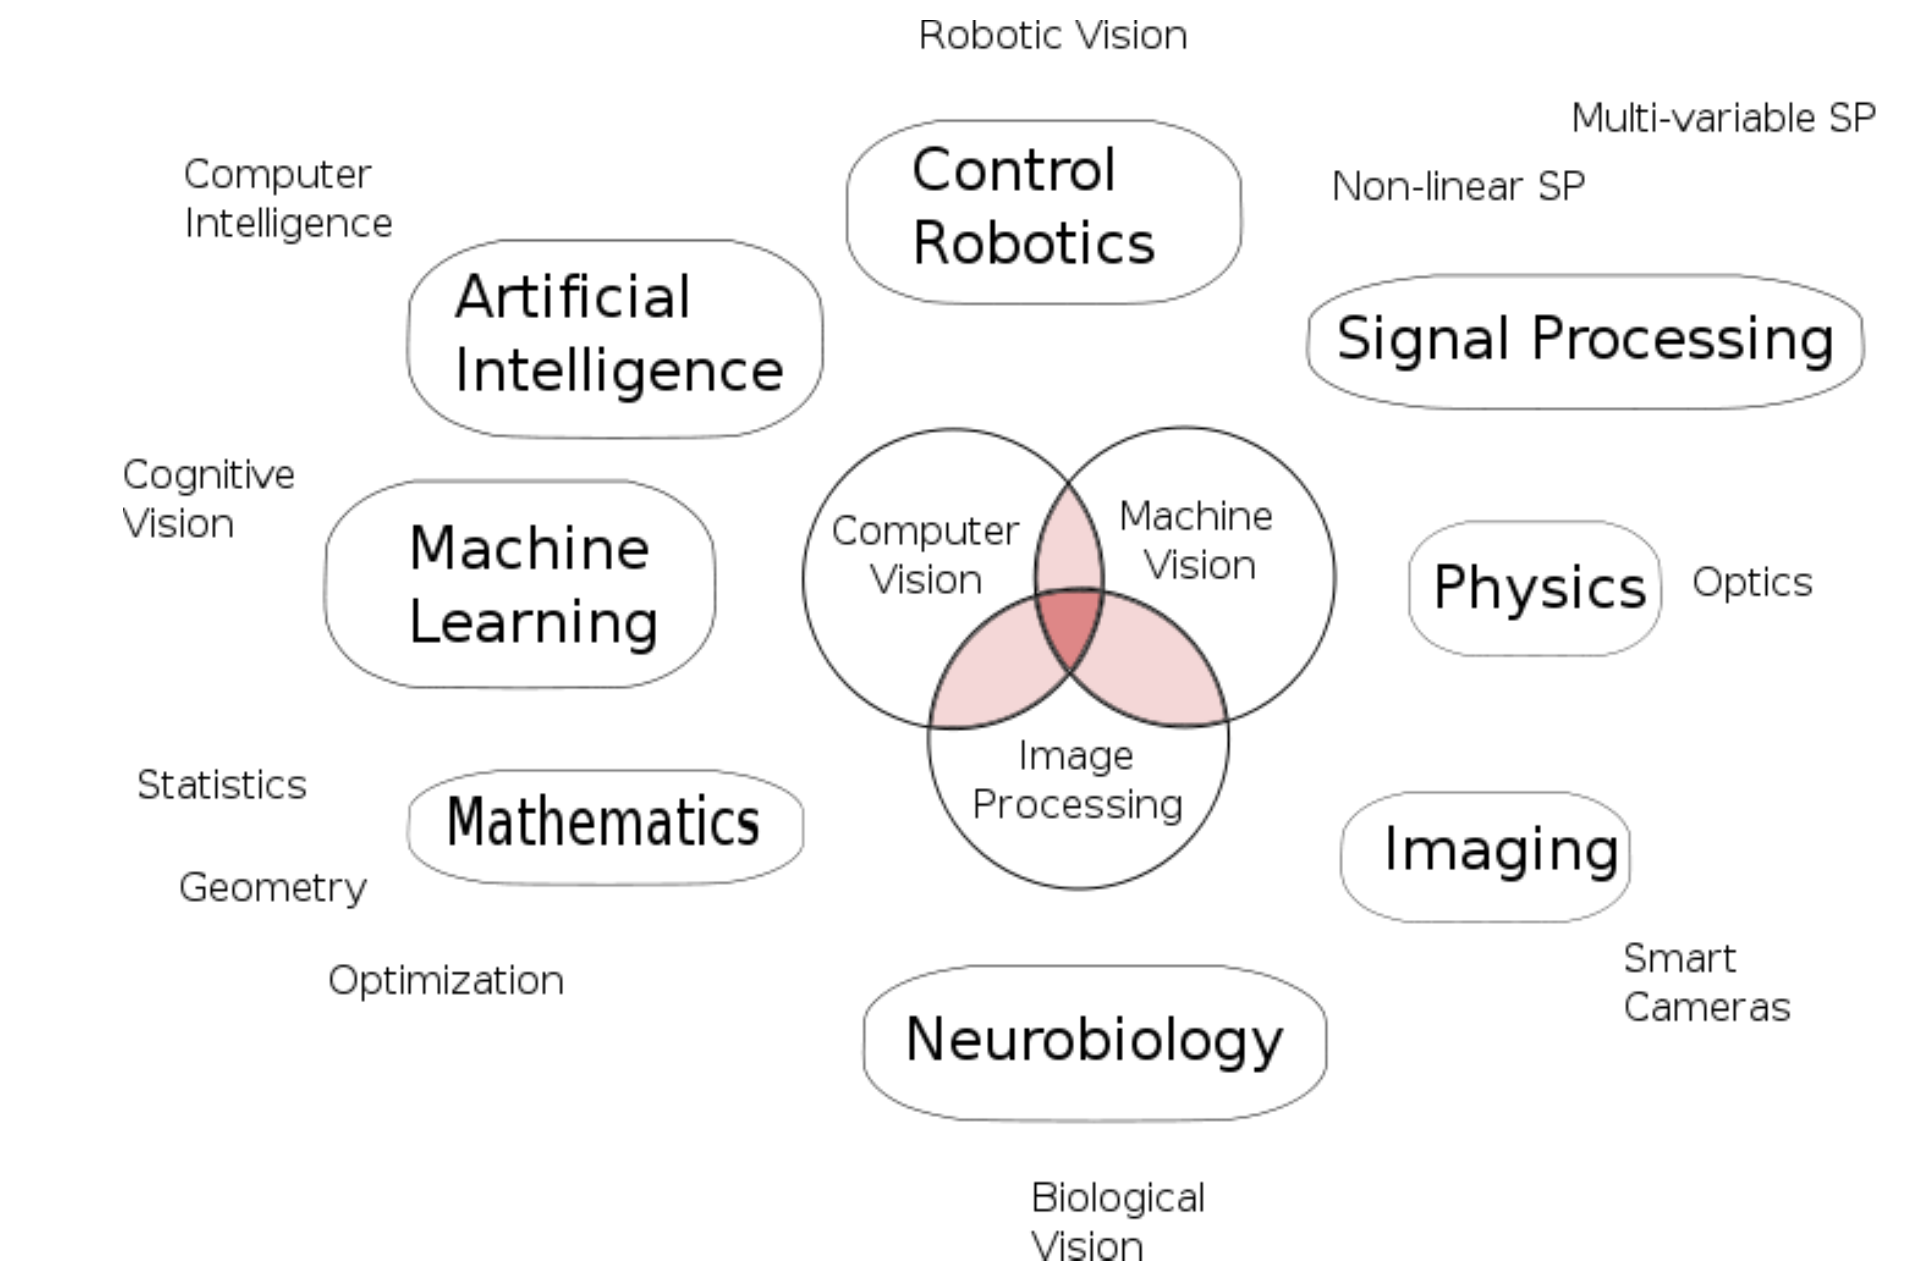 Robotic Vision
Multi-variable SP
Computer
Intelligence
Control
Robotics
Non-linear SP
Artificial
Intelligence
Signal Processing
Cognitive
Vision
Machine
Learning
Computer
Vision
Machine
Vision
Physics
Optics
Image
Processing
Statistics
Mathematics
Geometry
Optimization
Imaging
Smart
Cameras
Neurobiology
Biological
Vision